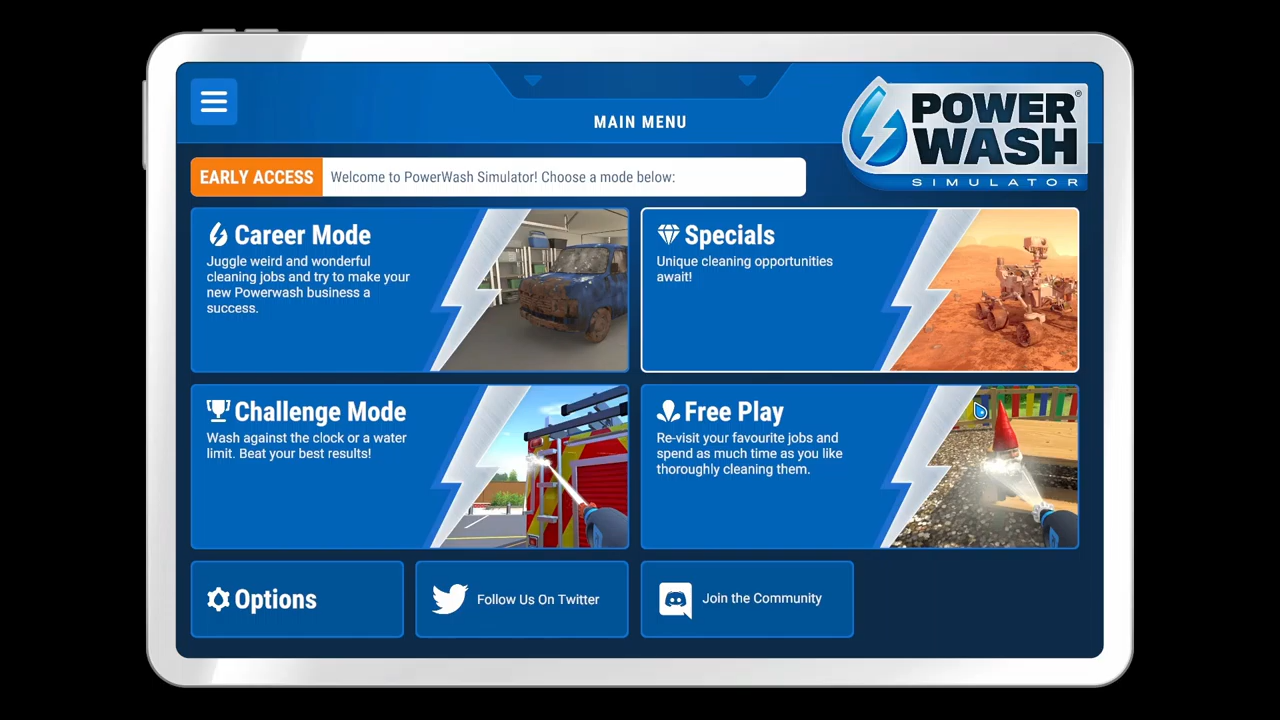 MAIN MENU
POWER
WASH
SIMULATOR
EARLY ACCESS
Welcome to PowerWash Simulator! Choose a mode below:
Career Mode
Juggle weird and wonderful
cleaning jobs and try to make your
new Powerwash business a
success.
Specials
Unique cleaning opportunities
await!
Challenge Mode
Wash against the clock or a water
limit. Beat your best results!
Free Play
Re-visit your favourite jobs and
spend as much time as you like
thoroughly cleaning them.
Options
Follow Us On Twitter
Join the Community